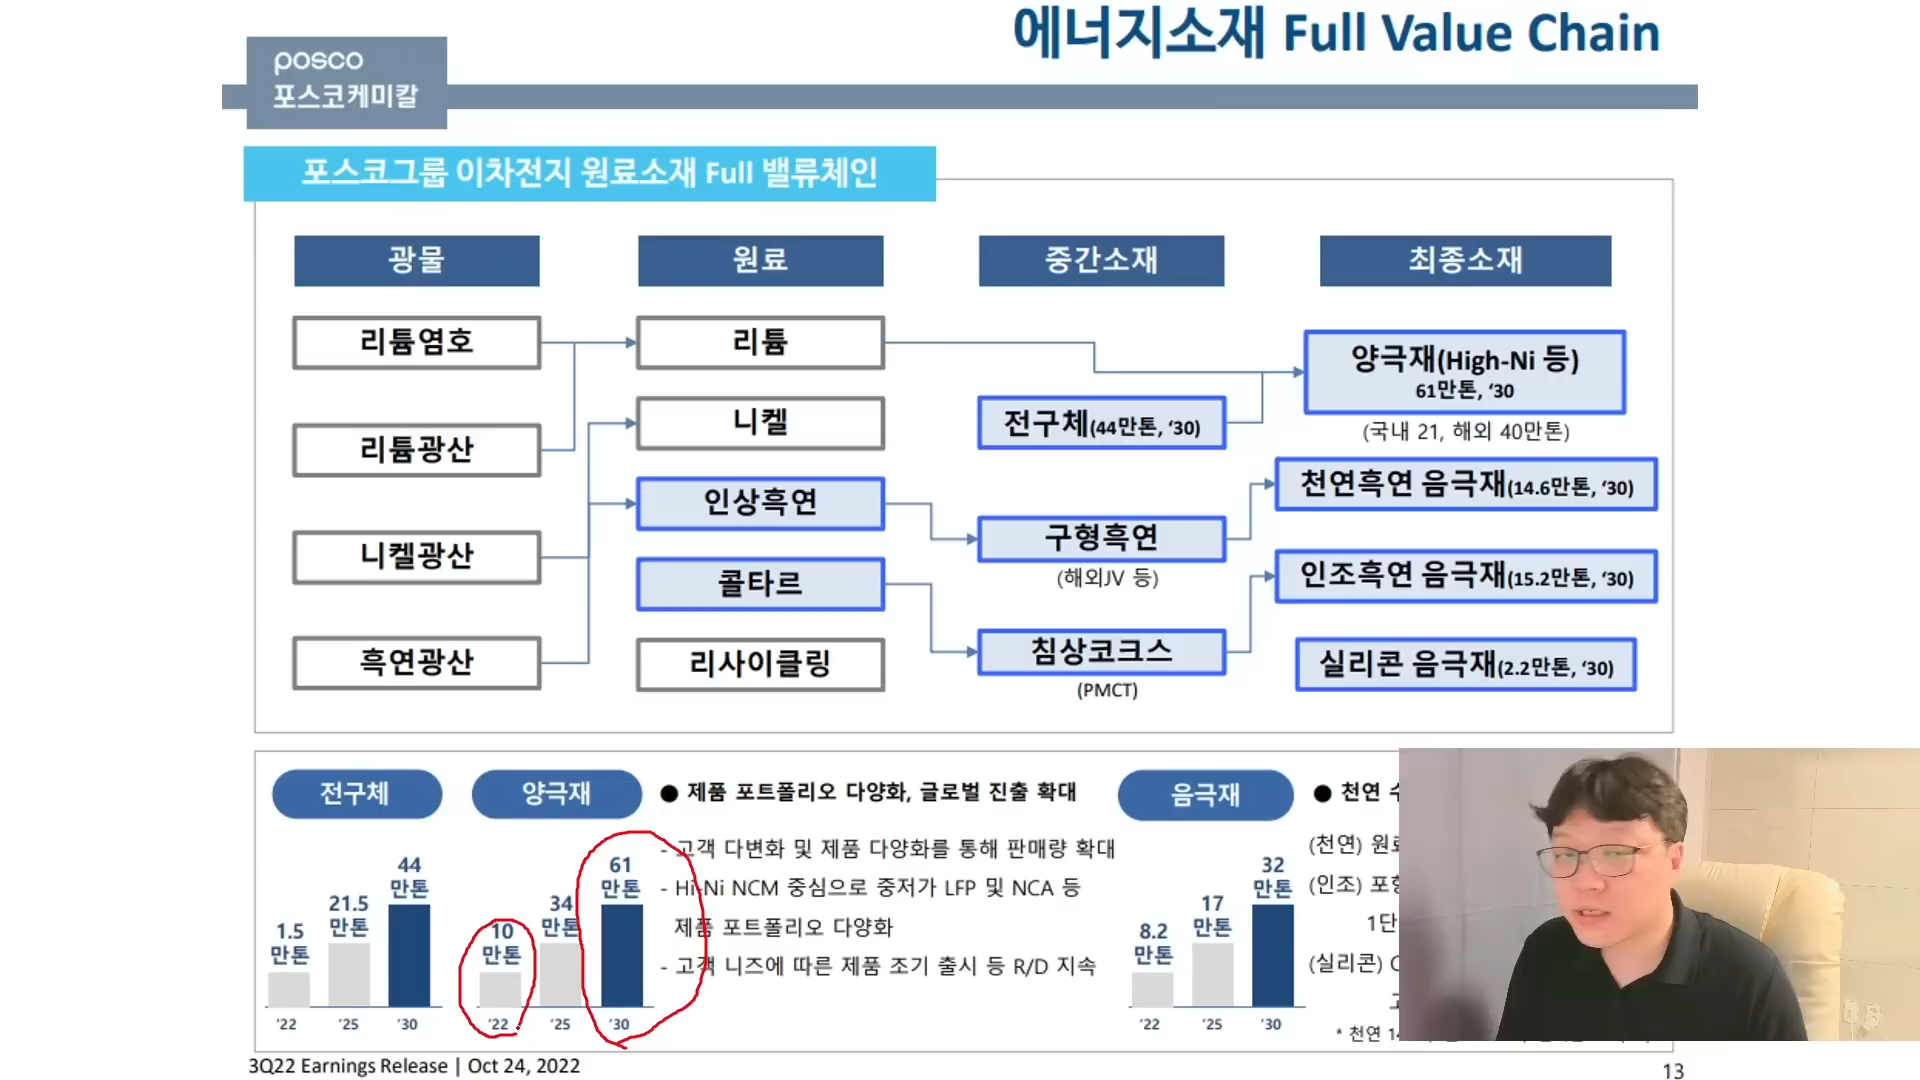 에너지소재 Full Value Chain
posco
포스코케미칼
포스코그룹 이차전지 원료소재 Full 밸류체인
광물
원료
중간소재
최종소재
리튬염호
리튬광산
니켈광산
흑연광산
리튬
니켈
인상흑연
콜타르
리사이클링
전구체(44만톤, ‘30)
구형흑연
(해외JV 등)
침상코크스
(PMCT)
양극재(High-Ni 등)
61만톤, ‘30
(국내 21, 해외 40만톤)
천연흑연 음극재(14.6만톤, ‘30)
인조흑연 음극재(15.2만톤, ‘30)
실리콘 음극재(2.2만톤, ‘30)
전구체
1.5
만톤
21.5
만톤
44
만톤
‘22
‘25
‘30
양극재
10
만톤
34
만톤
61
만톤
‘22
‘25
‘30
● 제품 포트폴리오 다양화, 글로벌 진출 확대
- 고객 다변화 및 제품 다양화를 통해 판매량 확대
- Hi-Ni NCM 중심으로 중저가 LFP 및 NCA 등
제품 포트폴리오 다양화
- 고객 니즈에 따른 제품 조기 출시 등 R/D 지속
음극재
8.2
만톤
17
만톤
32
만톤
‘22
‘25
‘30
● 천연
(천연) 원료
(인조)
1단
(실리콘)
* 천연
3Q22 Earnings Release | Oct 24, 2022
13